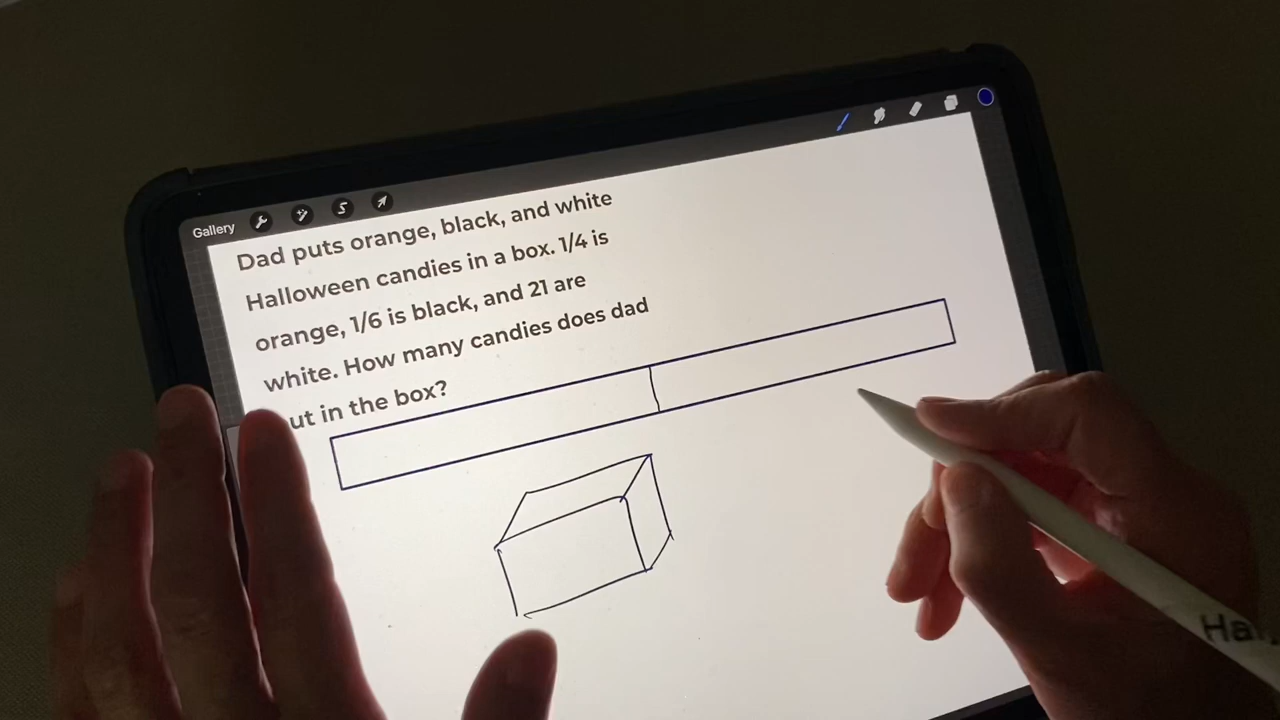 Gallery
Dad puts orange, black, and white
Halloween candies in a box. 1/4 is
orange, 1/6 is black, and 21 are
white. How many candies does dad
ut in the box?